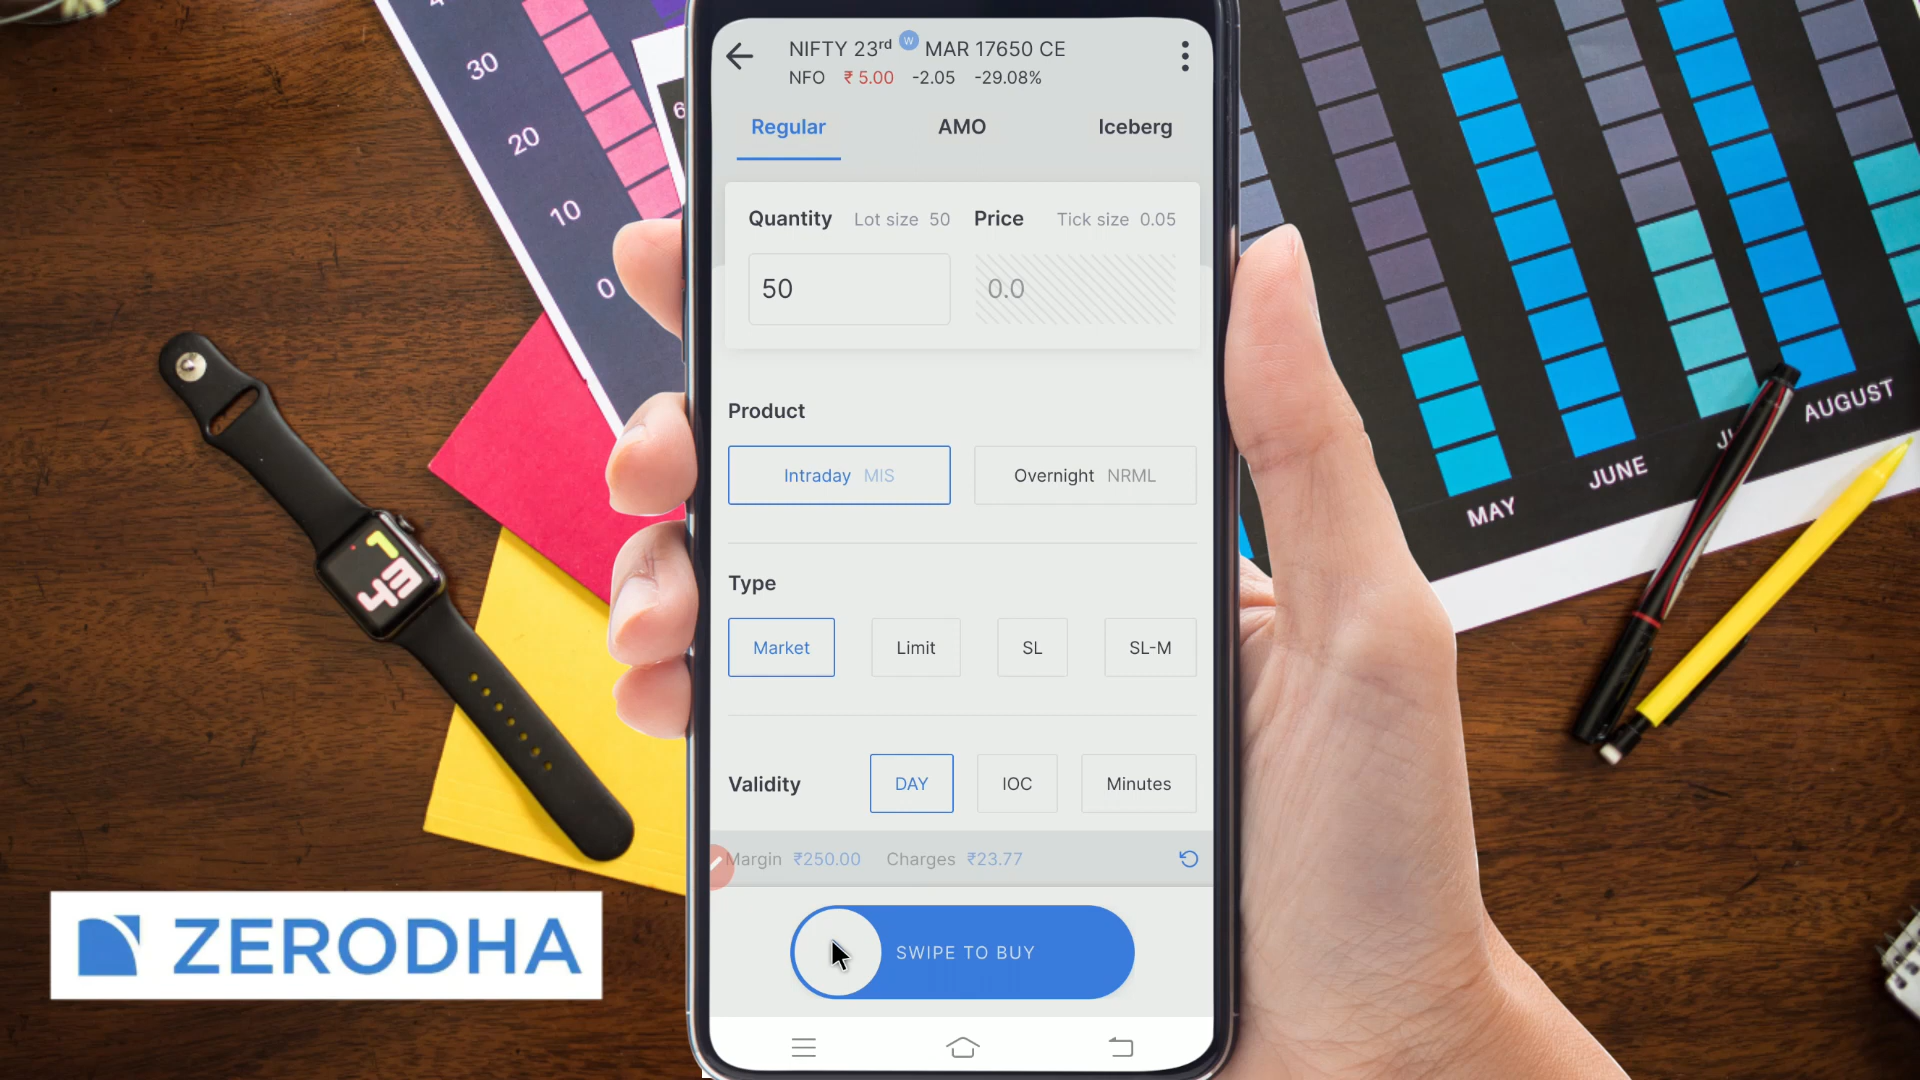 NIFTY 23rd W MAR 17650 CE
NFO ₹ 5.00 -2.05 -29.08%
Regular AMO Iceberg
Quantity Lot size 50 Price Tick size 0.05
50 0.0
Product
Intraday MIS Overnight NRML
Type
Market Limit SL SL-M
Validity DAY IOC Minutes
Margin ₹250.00 Charges ₹23.77
SWIPE TO BUY
ZERODHA
30
20
10
0
6
1
43
MAY
JUNE
AUGUST